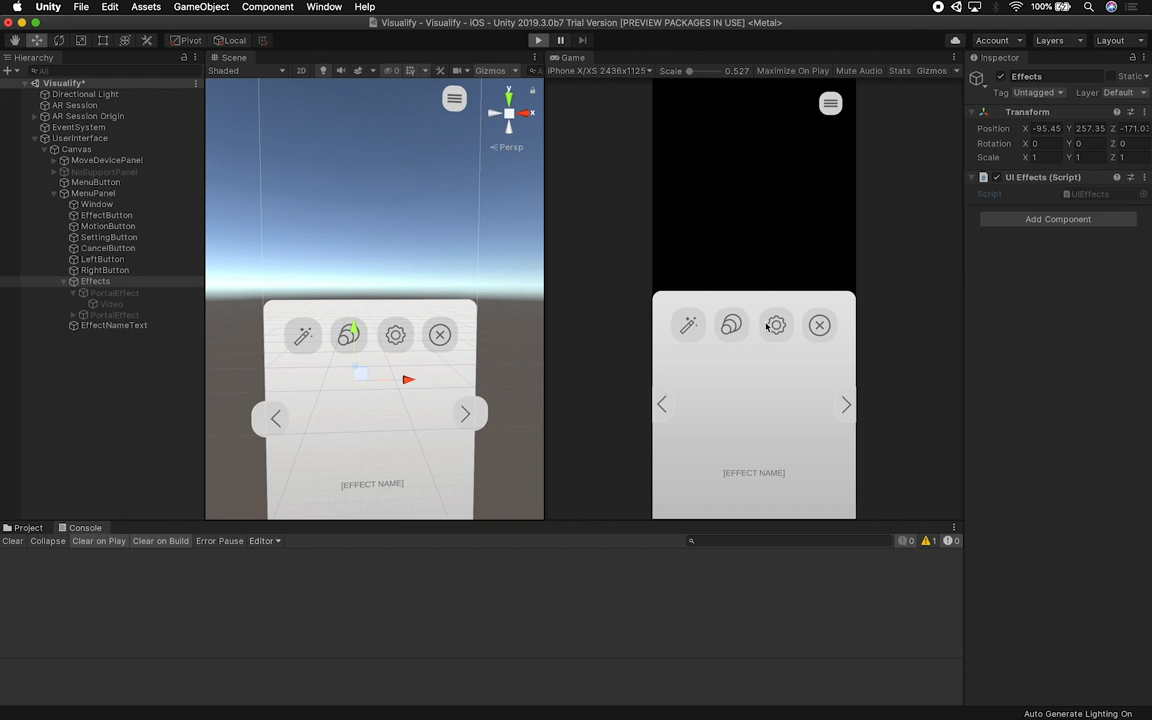 Unity File Edit Assets GameObject Component Window Help 100%
Visualify - Visualify - iOS - Unity 2019.3.0b7 Trial Version [PREVIEW PACKAGES IN USE] <Metal>
Pivot Local Account Layers Layout
Hierarchy
All
Visualify*
Directional Light
AR Session
AR Session Origin
EventSystem
UserInterface
Canvas
MoveDevicePanel
NoSupportPanel
MenuButton
MenuPanel
Window
EffectButton
MotionButton
SettingButton
CancelButton
LeftButton
RightButton
Effects
PortalEffect
Video
PortalEffect
EffectNameText
Scene
Shaded 2D 0 Gizmos A
y
x
Persp
[EFFECT NAME]
Game
iPhone X/XS 2436x1125 Scale 0.527 Maximize On Play Mute Audio Stats Gizmos
[EFFECT NAME]
Inspector
Effects Static
Tag Untagged Layer Default
Transform
Position X -95.45 Y 257.35 Z -171.03
Rotation X 0 Y 0 Z 0
Scale X 1 Y 1 Z 1
UI Effects (Script)
Script UIEffects
Add Component
Project Console
Clear Collapse Clear on Play Clear on Build Error Pause Editor 0 1 0
Auto Generate Lighting On